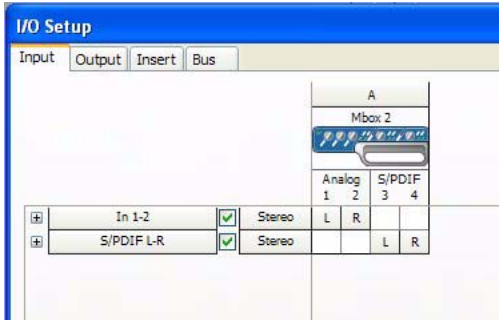 I/O Setup
Input Output Insert Bus
A
Mbox 2
Analog S/PDIF
1 2 3 4
In 1-2 Stereo L R
S/PDIF L-R Stereo L R